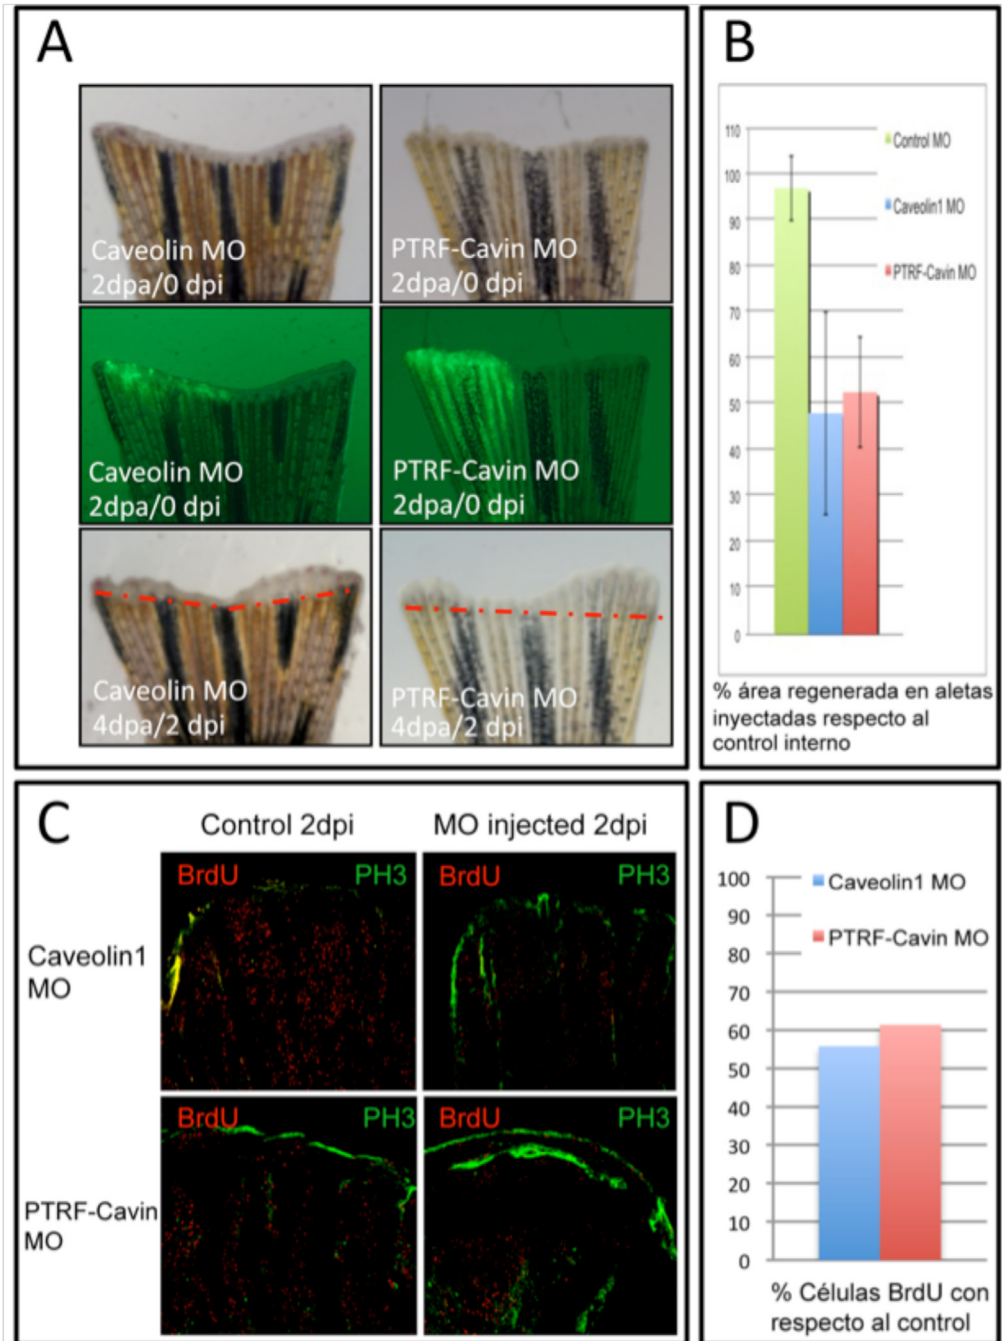 A
Caveolin MO
2dpa/0 dpi
PTRF-Cavin MO
2dpa/0 dpi
Caveolin MO
2dpa/0 dpi
PTRF-Cavin MO
2dpa/0 dpi
Caveolin MO
4dpa/2 dpi
PTRF-Cavin MO
4dpa/2 dpi
B
110
100
90
80
70
60
50
40
30
20
10
0
Control MO
Caveolin1 MO
PTRF-Cavin MO
% área regenerada en aletas
inyectadas respecto al
control interno
C
Control 2dpi
MO injected 2dpi
Caveolin1
MO
BrdU PH3
BrdU PH3
PTRF-Cavin
MO
BrdU PH3
BrdU PH3
D
100
90
80
70
60
50
40
30
20
10
0
Caveolin1 MO
PTRF-Cavin MO
% Células BrdU con
respecto al control